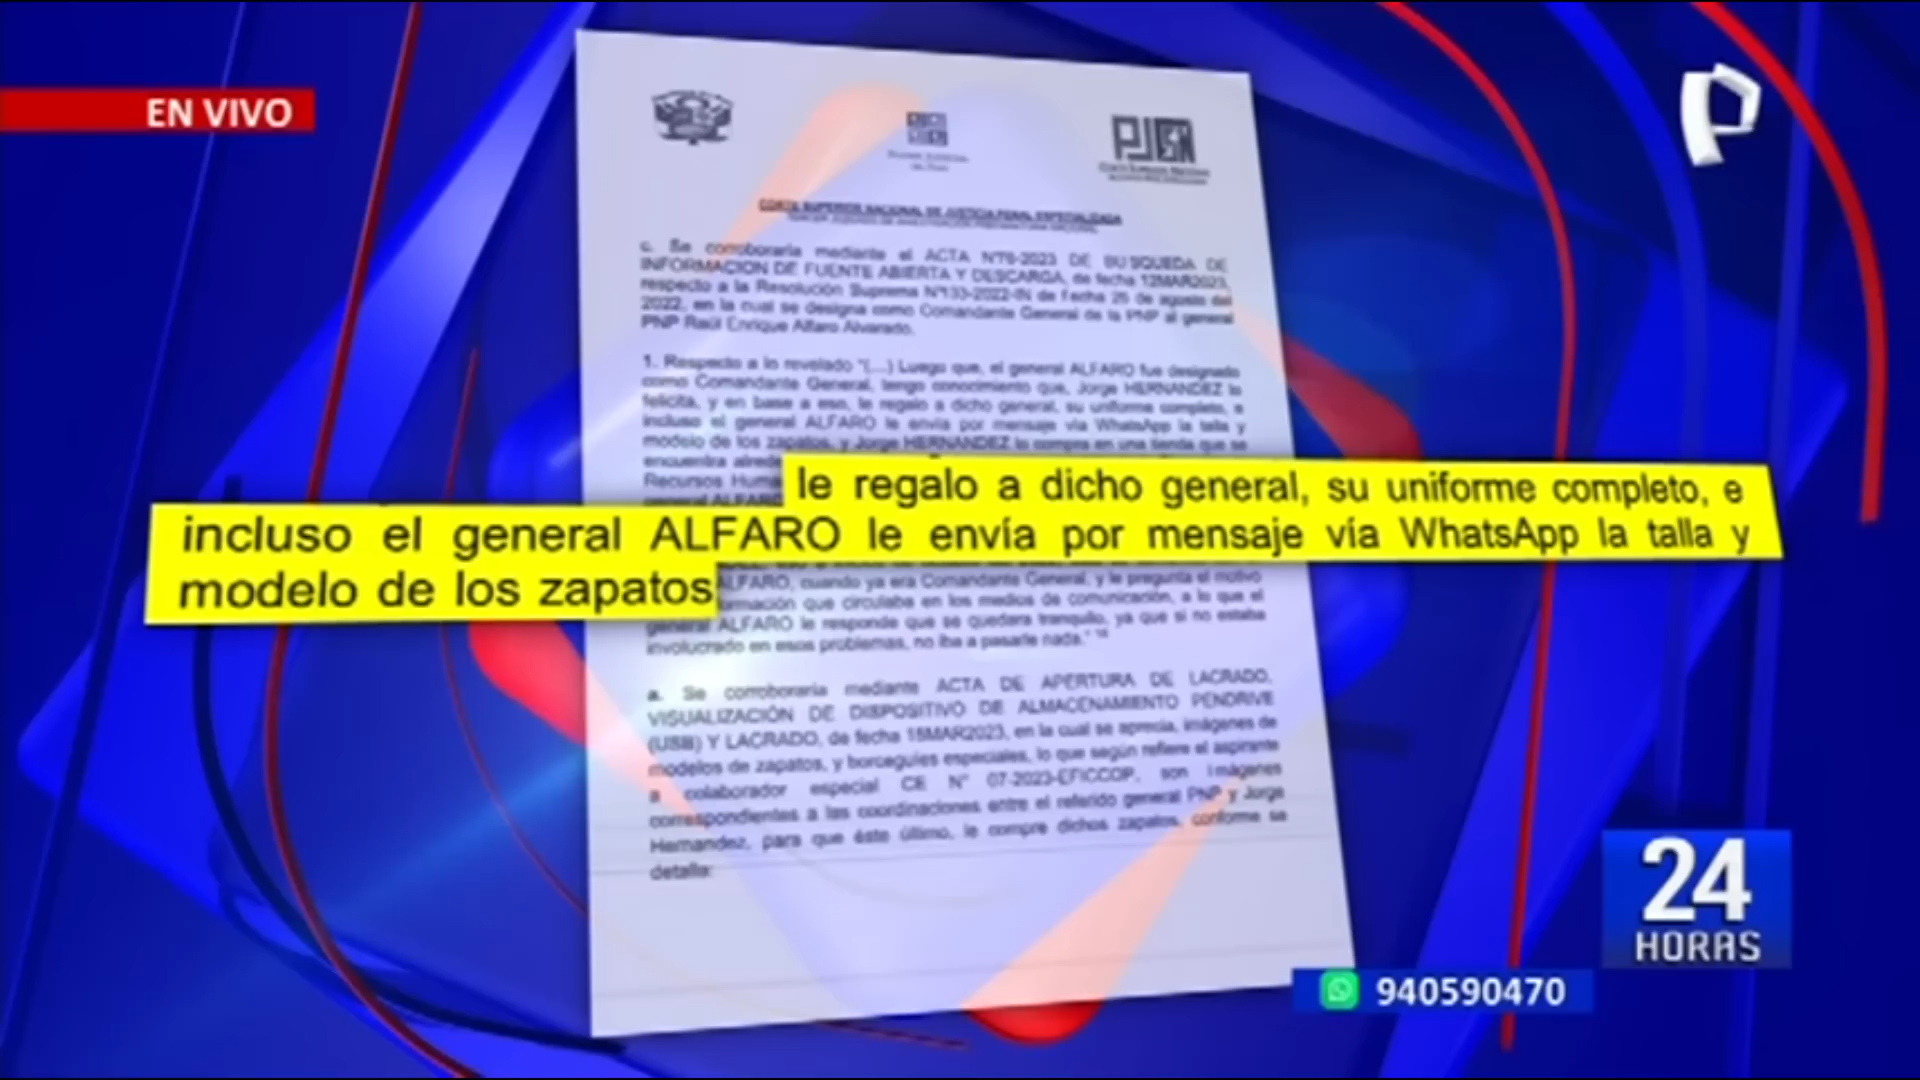 EN VIVO
CORTE SUPERIOR NACIONAL DE JUSTICIA PENAL ESPECIALIZADA
c. Se corroboraría mediante el ACTA N°76-2023 DE BUSQUEDA DE
INFORMACION DE FUENTE ABIERTA Y DESCARGA, de fecha 12MAR2023,
respecto a la Resolución Suprema N°133-2022-IN de Fecha 25 de agosto del
2022, en la cual se designa como Comandante General de la PNP al general
PNP Raúl Enrique Alfaro Alvarado.
1. Respecto a lo revelado "(...) Luego que, el general ALFARO fue designado
como Comandante General, tengo conocimiento que, Jorge HERNANDEZ lo
felicita, y en base a eso, le regalo a dicho general, su uniforme completo, e
incluso el general ALFARO le envía por mensaje vía WhatsApp la talla y
modelo de los zapatos, y Jorge HERNANDEZ lo compra en una tienda que se
encuentra alrede
Recursos Huma
general ALFARO
le regalo a dicho general, su uniforme completo, e
incluso el general ALFARO le envía por mensaje vía WhatsApp la talla y
modelo de los zapatos
ALFARO, cuando ya era Comandante General, y le pregunta el motivo
ormación que circulaba en los medios de comunicación, a lo que el
general ALFARO le responde que se quedara tranquilo, ya que si no estaba
involucrado en esos problemas, no iba a pasarle nada."
a. Se corroboraría mediante ACTA DE APERTURA DE LACRADO,
VISUALIZACIÓN DE DISPOSITIVO DE ALMACENAMIENTO PENDRIVE
(USB) Y LACRADO, de fecha 15MAR2023, en la cual se aprecia, imágenes de
modelos de zapatos, y borceguíes especiales, lo que según refiere el aspirante
a colaborador especial CE N° 07-2023-EFICCOP, son imágenes
correspondientes a las coordinaciones entre el referido general PNP y Jorge
Hernandez, para que éste último, le compre dichos zapatos, conforme se
detalla:
24
HORAS
940590470